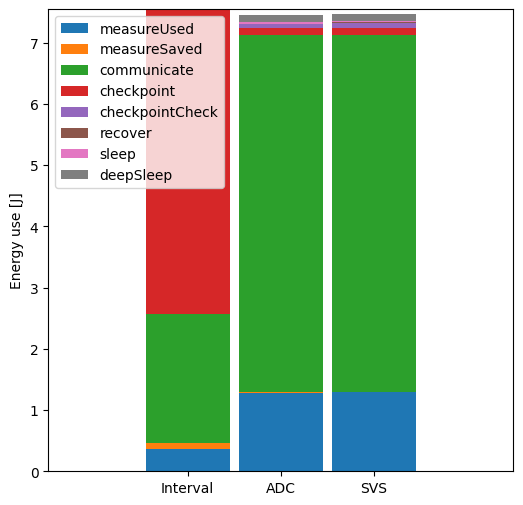 measureUsed
measureSaved
communicate
checkpoint
checkpointCheck
recover
sleep
deepSleep
Energy use [J]
7
6
5
4
3
2
1
0
Interval ADC SVS